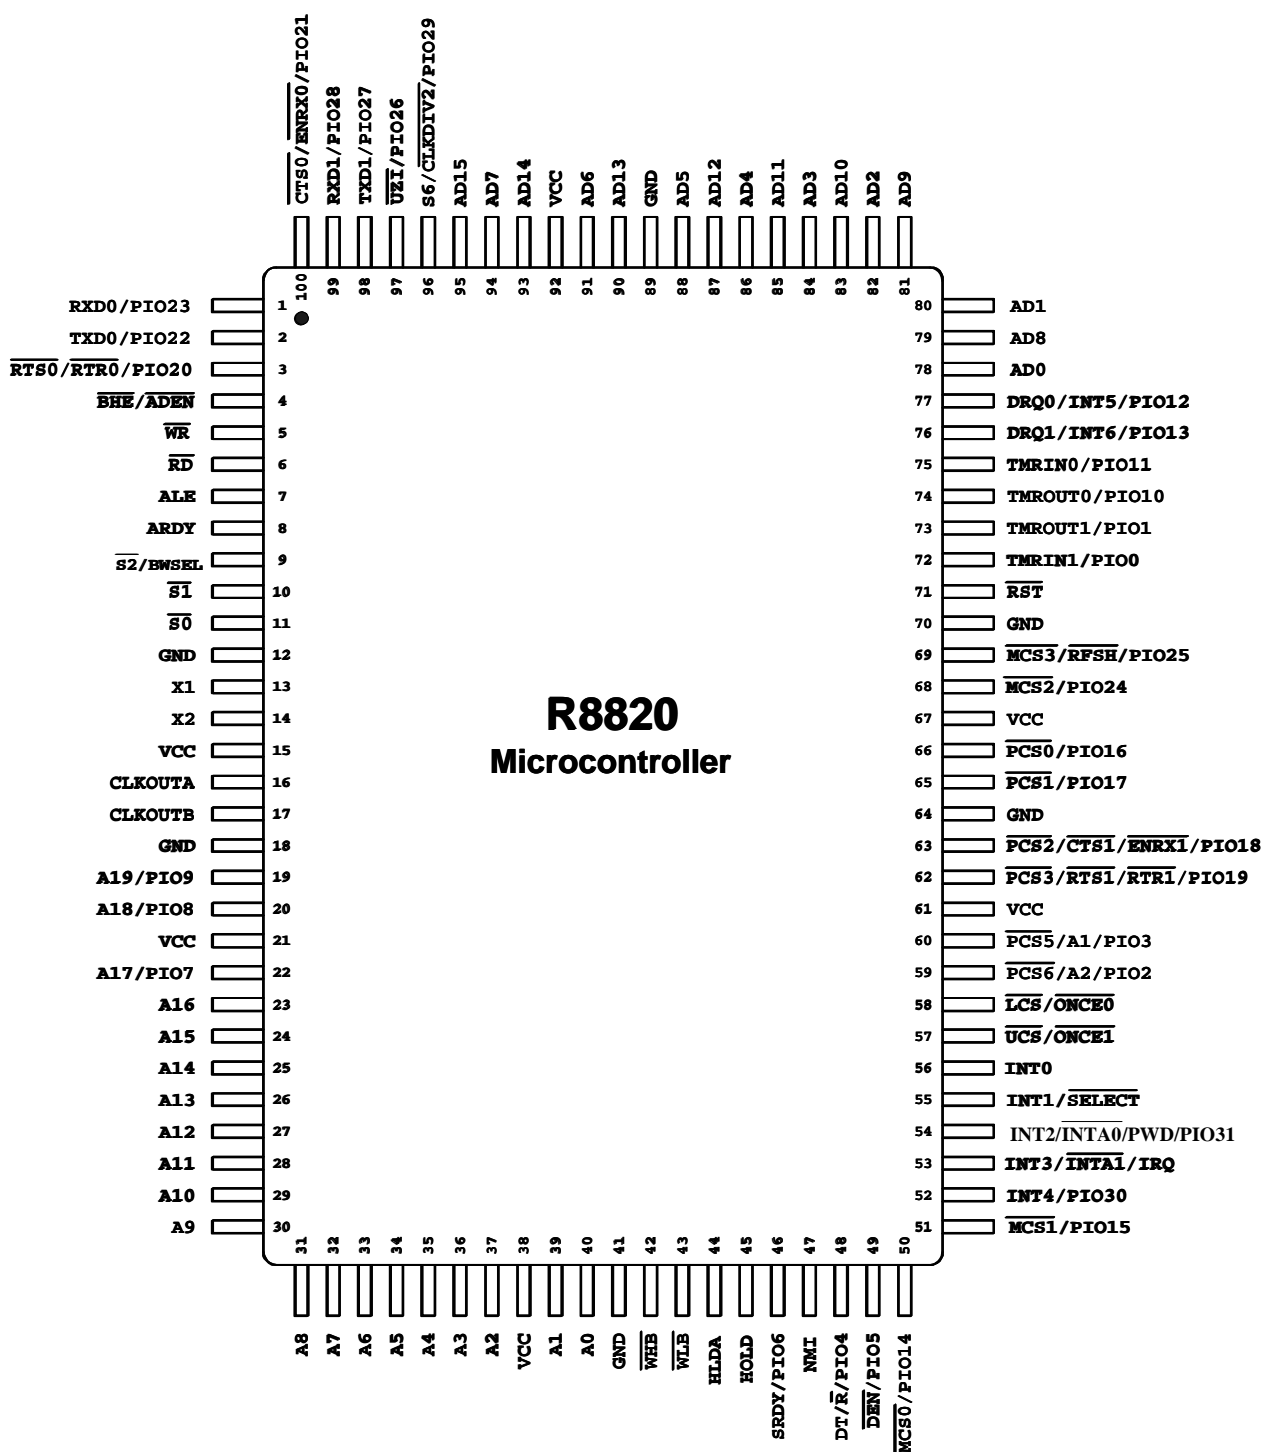 CTS0/ENRX0/PIO21
RXD1/PIO28
TXD1/PIO27
UZI/PIO26
S6/CLKDIV2/PIO29
AD15
AD7
AD14
VCC
AD6
AD13
GND
AD5
AD12
AD4
AD11
AD3
AD10
AD2
AD9
100 99 98 97 96 95 94 93 92 91 90 89 88 87 86 85 84 83 82 81
RXD0/PIO23 1
TXD0/PIO22 2
RTS0/RTR0/PIO20 3
BHE/ADEN 4
WR 5
RD 6
ALE 7
ARDY 8
S2/BWSEL 9
S1 10
S0 11
GND 12
X1 13
X2 14
VCC 15
CLKOUTA 16
CLKOUTB 17
GND 18
A19/PIO9 19
A18/PIO8 20
VCC 21
A17/PIO7 22
A16 23
A15 24
A14 25
A13 26
A12 27
A11 28
A10 29
A9 30
R8820
Microcontroller
80 AD1
79 AD8
78 AD0
77 DRQ0/INT5/PIO12
76 DRQ1/INT6/PIO13
75 TMRIN0/PIO11
74 TMROUT0/PIO10
73 TMROUT1/PIO1
72 TMRIN1/PIO0
71 RST
70 GND
69 MCS3/RFSH/PIO25
68 MCS2/PIO24
67 VCC
66 PCS0/PIO16
65 PCS1/PIO17
64 GND
63 PCS2/CTS1/ENRX1/PIO18
62 PCS3/RTS1/RTR1/PIO19
61 VCC
60 PCS5/A1/PIO3
59 PCS6/A2/PIO2
58 LCS/ONCE0
57 UCS/ONCE1
56 INT0
55 INT1/SELECT
54 INT2/INTA0/PWD/PIO31
53 INT3/INTA1/IRQ
52 INT4/PIO30
51 MCS1/PIO15
31 32 33 34 35 36 37 38 39 40 41 42 43 44 45 46 47 48 49 50
A8
A7
A6
A5
A4
A3
A2
VCC
A1
A0
GND
WHB
WLB
HLDA
HOLD
SRDY/PIO6
NMI
DT/R/PIO4
DEN/PIO5
MCS0/PIO14